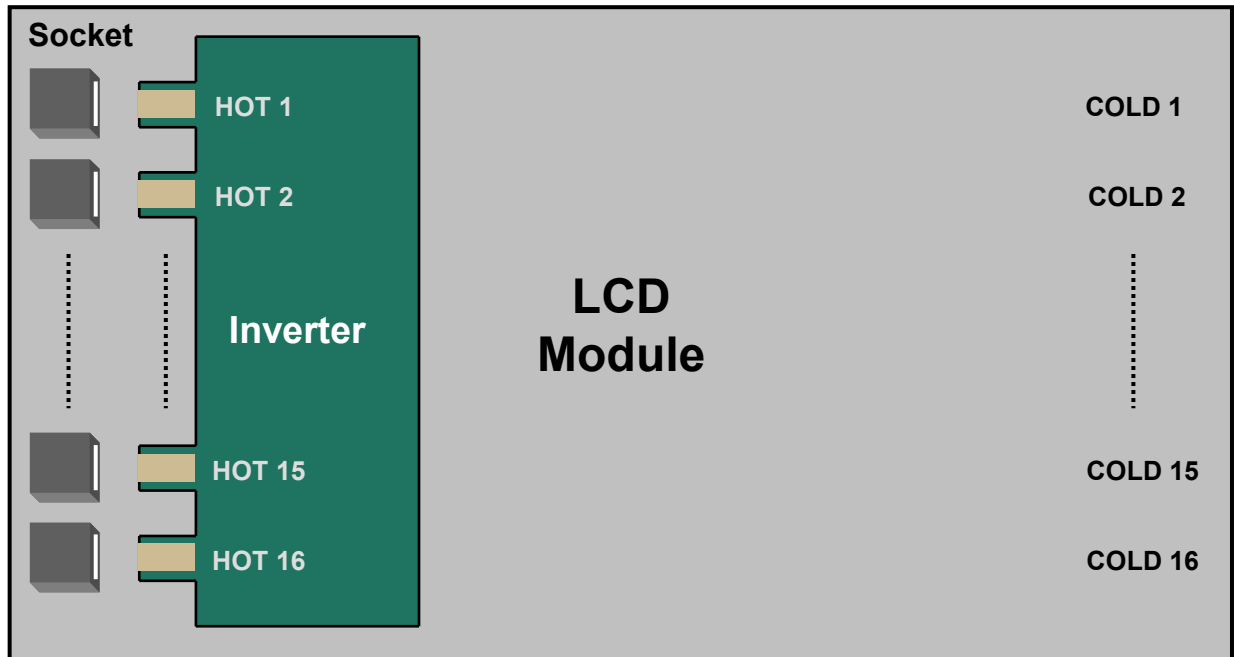 Socket
HOT 1
COLD 1
HOT 2
COLD 2
LCD
Module
Inverter
HOT 15
COLD 15
HOT 16
COLD 16